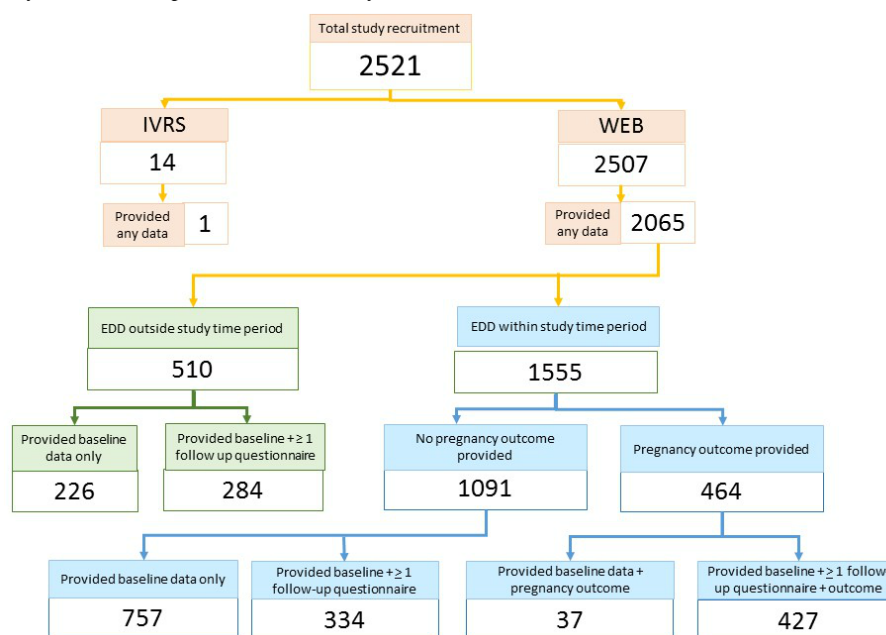 Total study recruitment
2521
IVRS
WEB
14
2507
Provided
any data
1
Provided
any data
2065
EDD outside study time period
EDD within study time period
510
1555
Provided baseline
data only
Provided baseline + ≥ 1
follow up questionnaire
No pregnancy outcome
provided
Pregnancy outcome provided
226
284
1091
464
Provided baseline data only
Provided baseline + ≥ 1
follow-up questionnaire
Provided baseline data +
pregnancy outcome
Provided baseline + ≥ 1 follow
up questionnaire + outcome
757
334
37
427